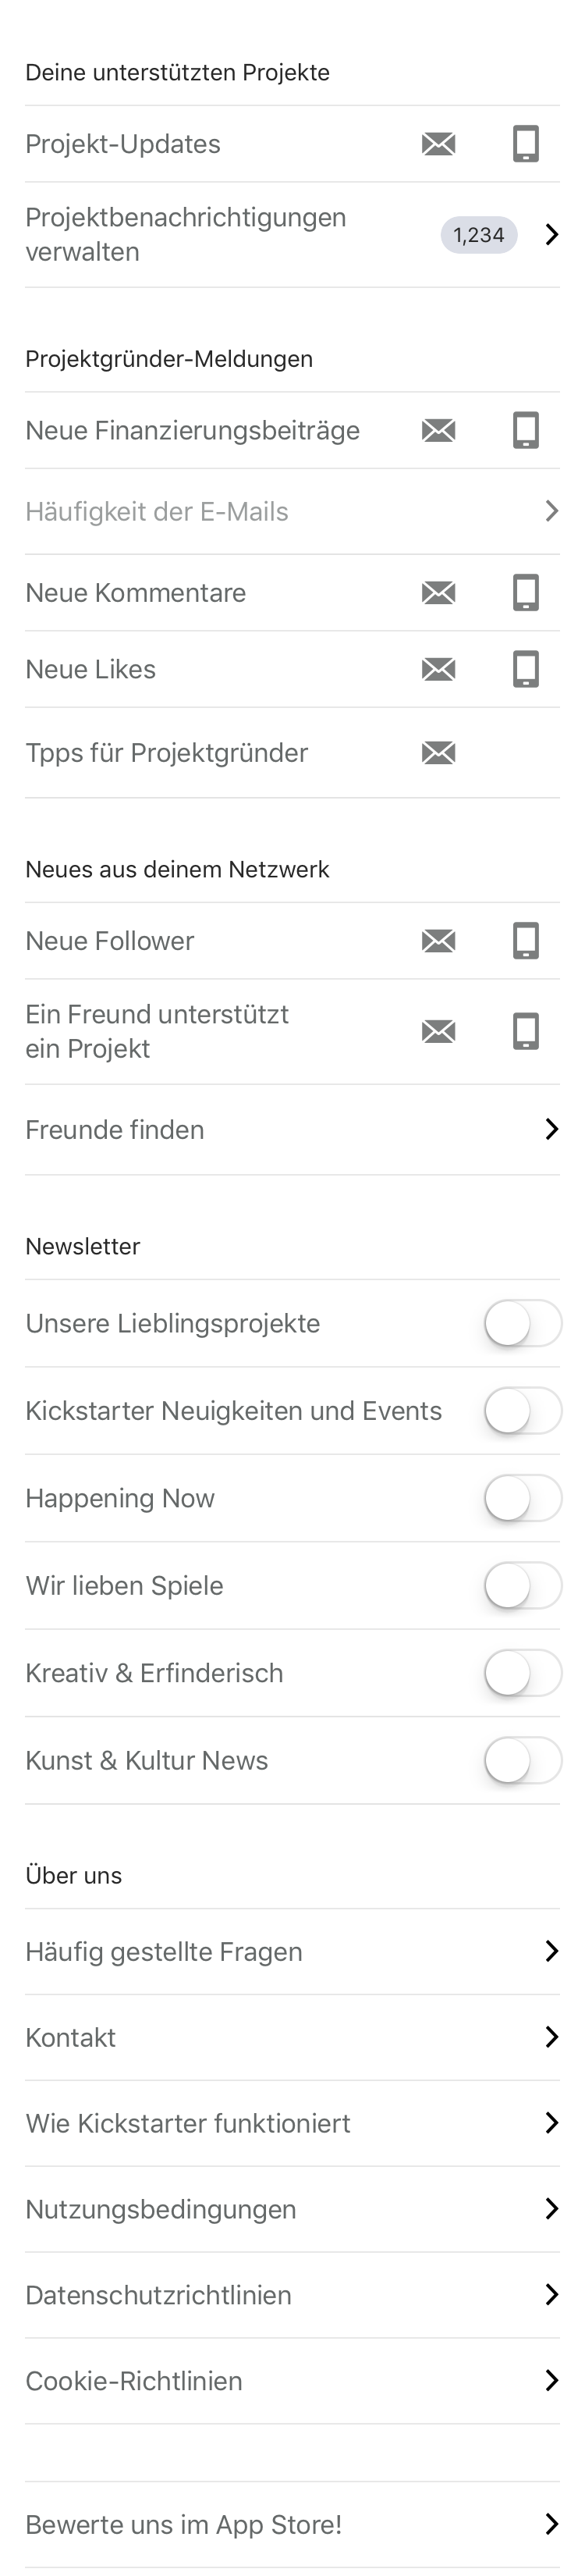 Deine unterstützten Projekte
Projekt-Updates
Projektbenachrichtigungen
verwalten
1,234
Projektgründer-Meldungen
Neue Finanzierungsbeiträge
Häufigkeit der E-Mails
Neue Kommentare
Neue Likes
Tpps für Projektgründer
Neues aus deinem Netzwerk
Neue Follower
Ein Freund unterstützt
ein Projekt
Freunde finden
Newsletter
Unsere Lieblingsprojekte
Kickstarter Neuigkeiten und Events
Happening Now
Wir lieben Spiele
Kreativ & Erfinderisch
Kunst & Kultur News
Über uns
Häufig gestellte Fragen
Kontakt
Wie Kickstarter funktioniert
Nutzungsbedingungen
Datenschutzrichtlinien
Cookie-Richtlinien
Bewerte uns im App Store!